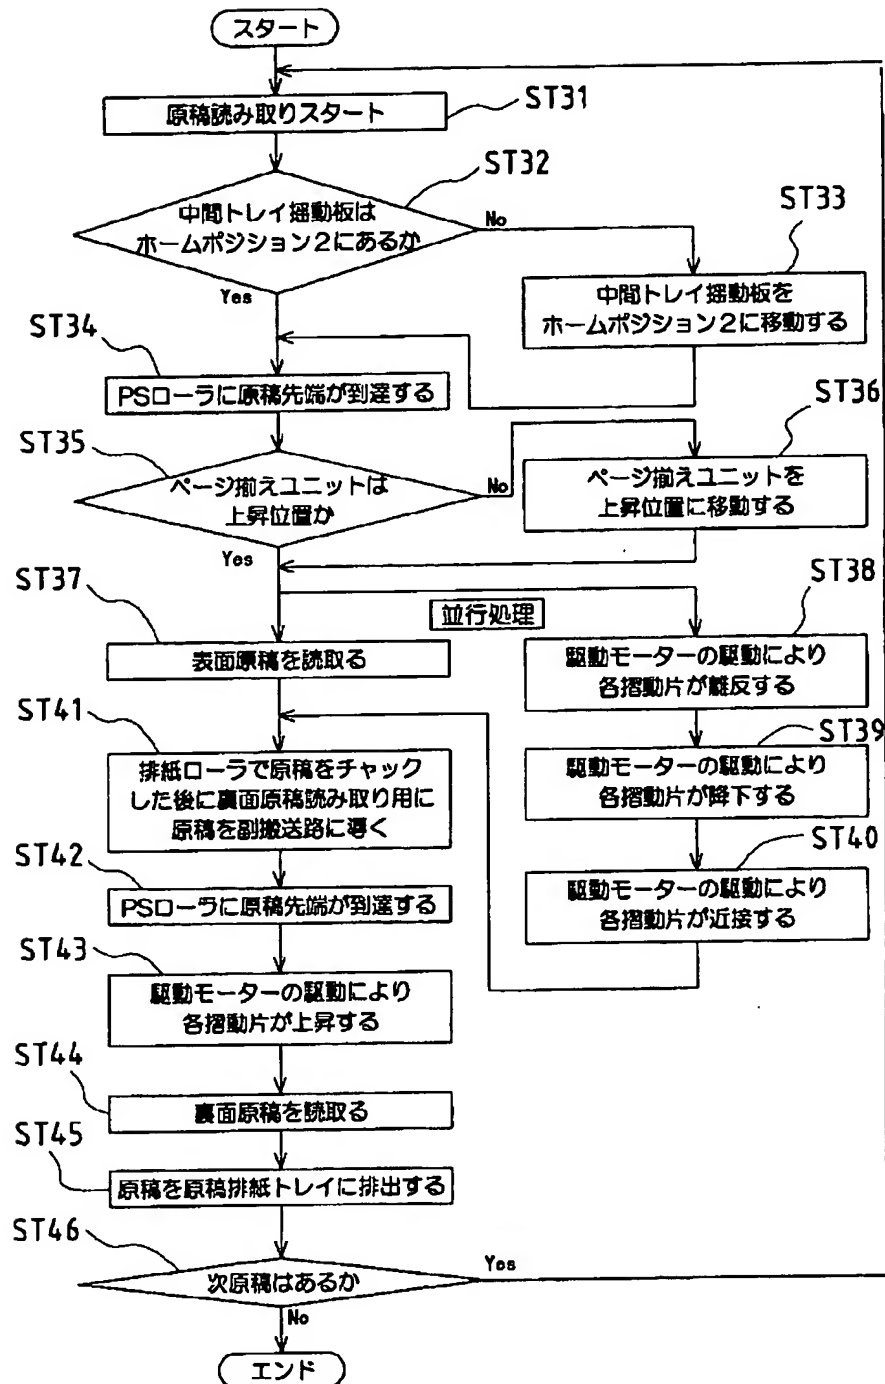 スタート
原稿読み取りスタート
ST31
ST32
中間トレイ揺動板は
ホームポジション2にあるか
No
Yes
ST33
中間トレイ揺動板を
ホームポジション2に移動する
ST34
PSローラに原稿先端が到達する
ST35
ページ揃えユニットは
上昇位置か
No
Yes
ST36
ページ揃えユニットを
上昇位置に移動する
ST37
並行処理
表面原稿を読取る
ST38
駆動モーターの駆動により
各摺動片が離反する
ST39
駆動モーターの駆動により
各摺動片が降下する
ST40
駆動モーターの駆動により
各摺動片が近接する
ST41
排紙ローラで原稿をチャック
した後に裏面原稿読み取り用に
原稿を副搬送路に導く
ST42
PSローラに原稿先端が到達する
ST43
駆動モーターの駆動により
各摺動片が上昇する
ST44
裏面原稿を読取る
ST45
原稿を原稿排紙トレイに排出する
ST46
次原稿はあるか
Yes
No
エンド